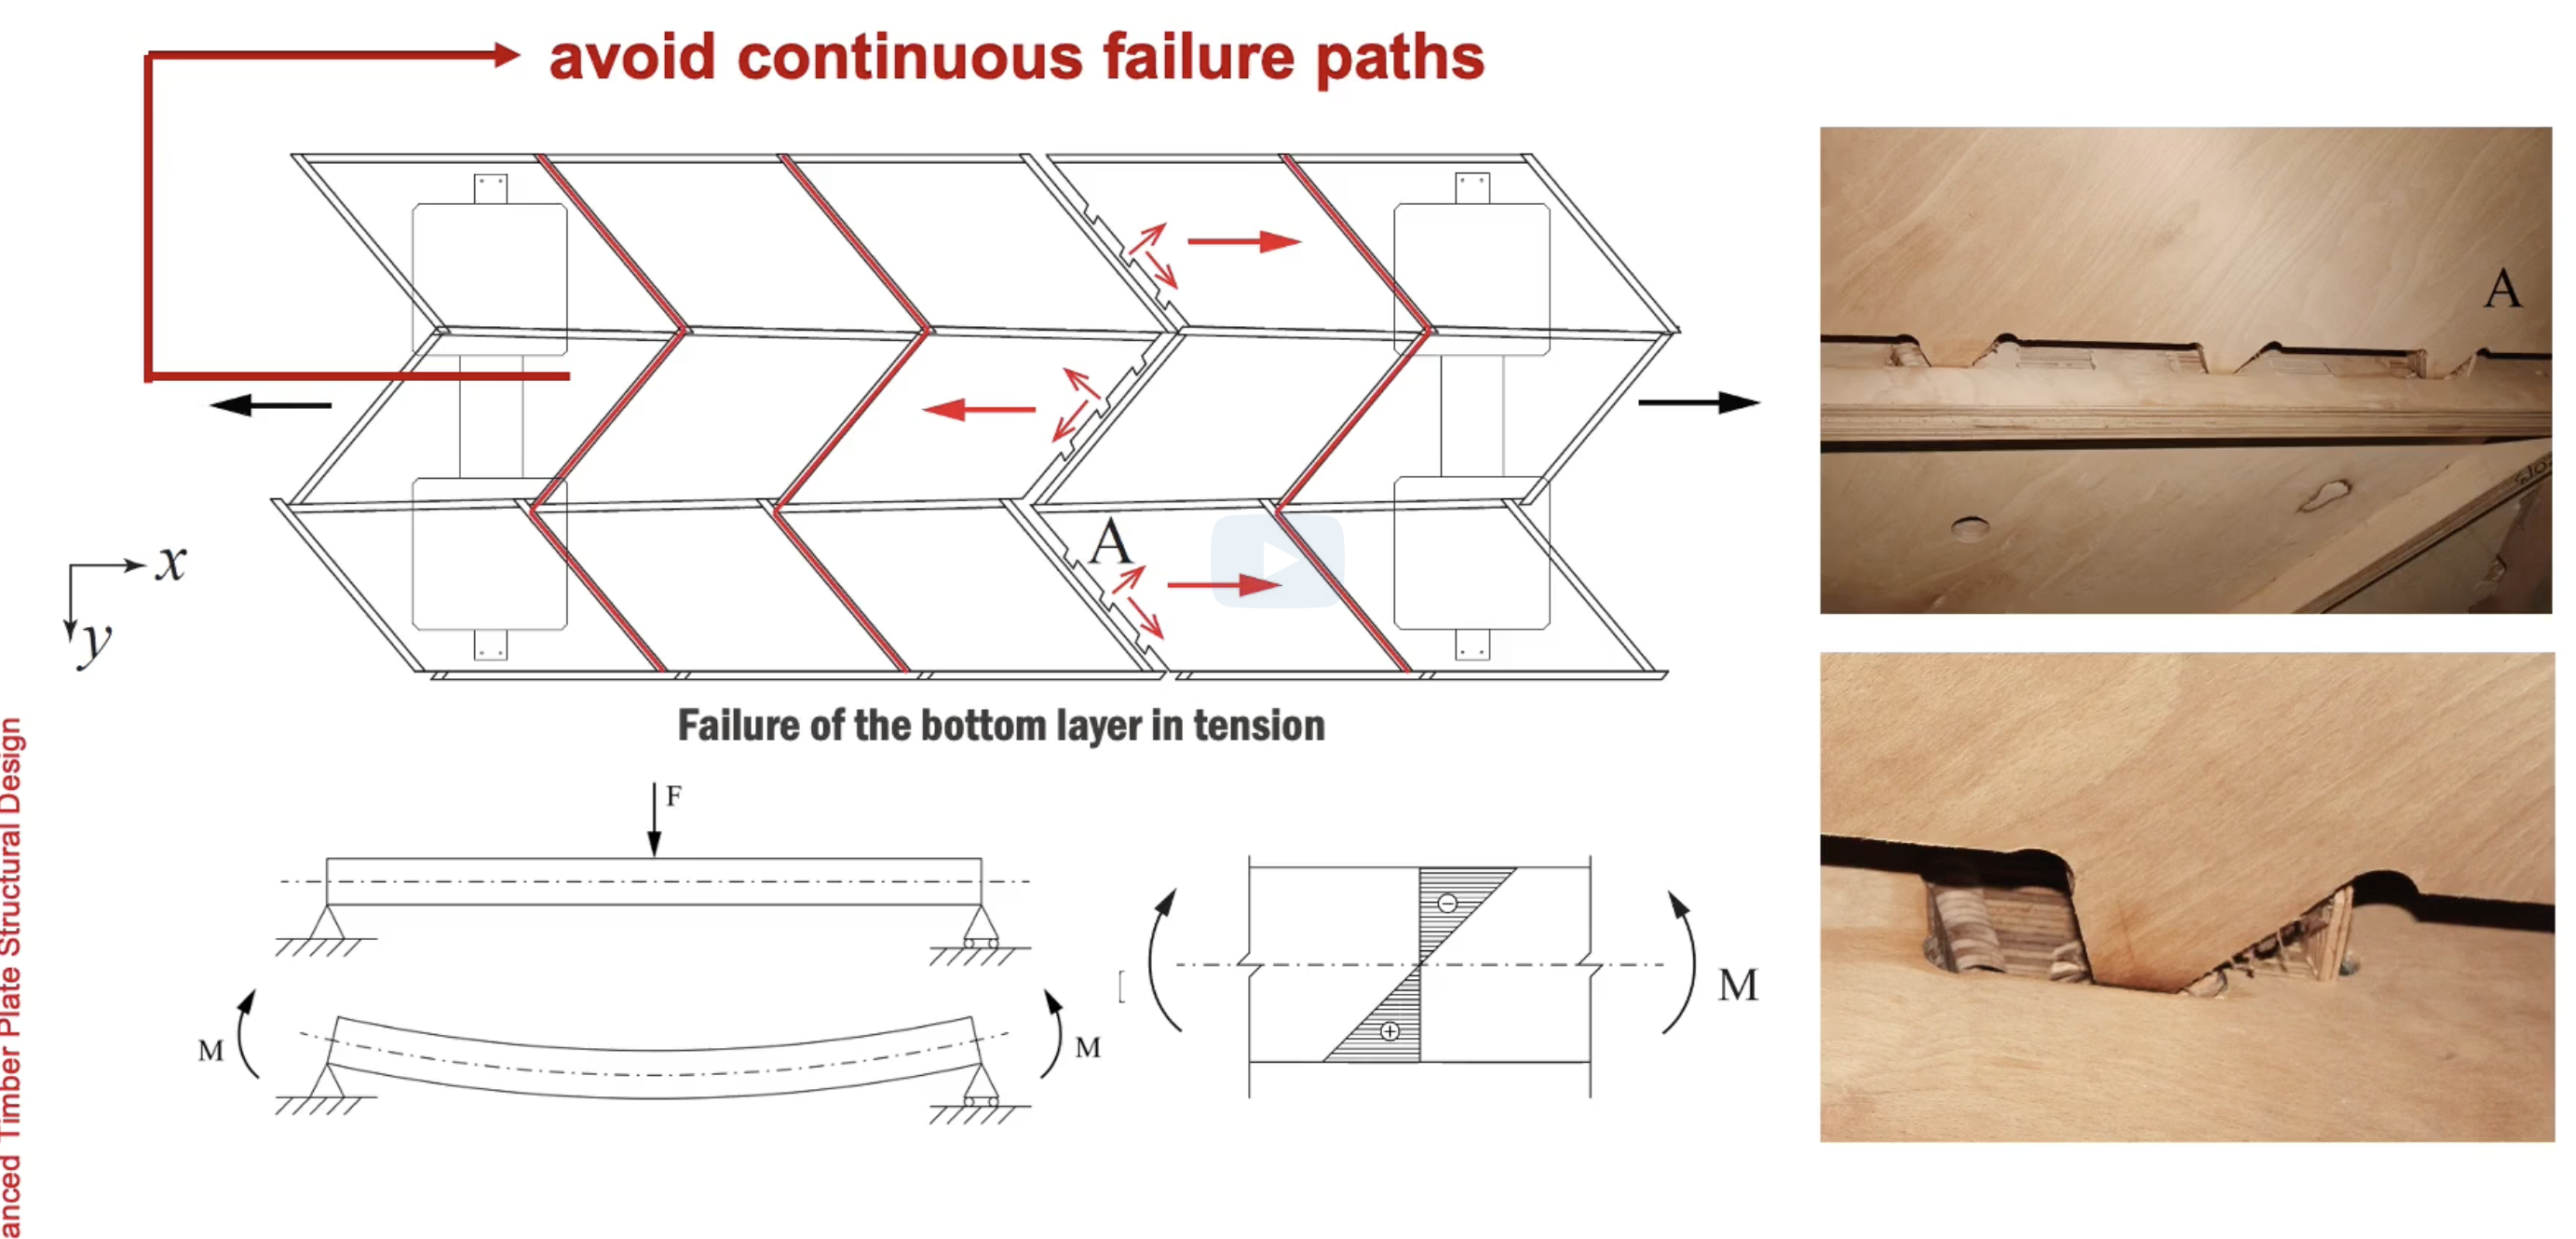 avoid continuous failure paths
A
A
x
y
Failure of the bottom layer in tension
F
M
M
M
anced Timber Plate Structural Design